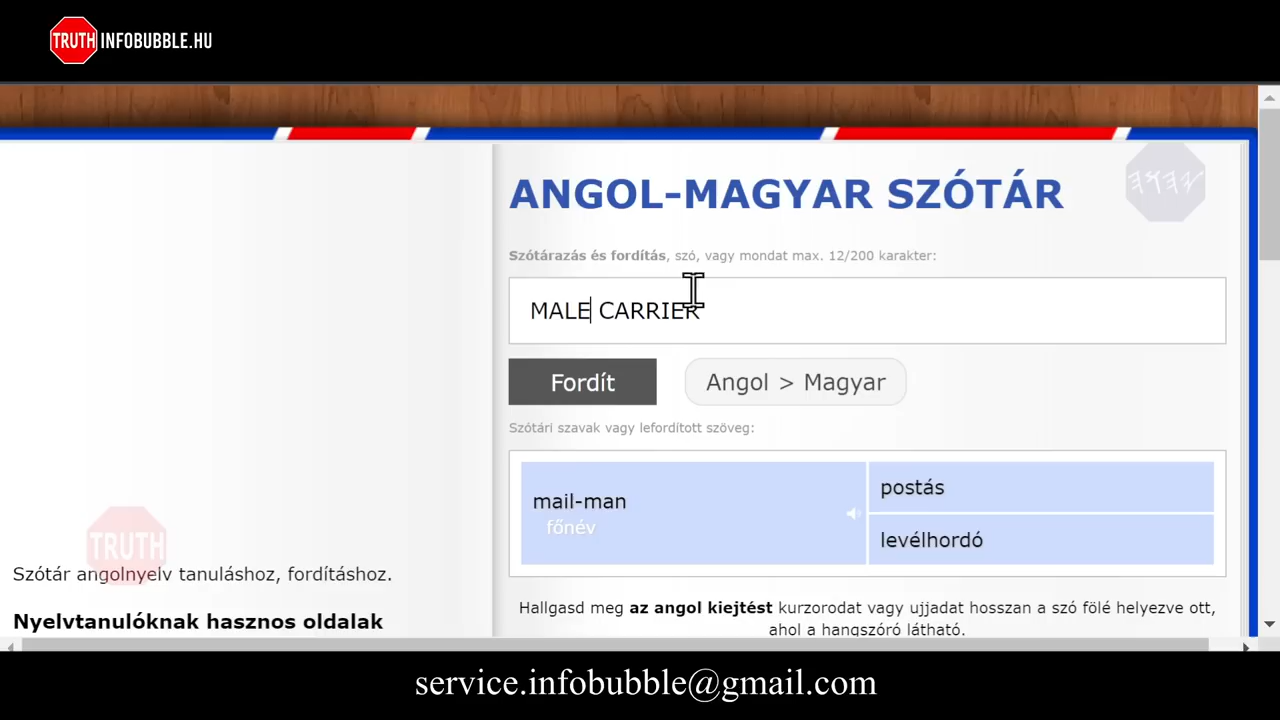 TRUTH INFOBUBBLE.HU
ANGOL-MAGYAR SZÓTÁR
Szótárazás és fordítás, szó, vagy mondat max. 12/200 karakter:
MALE CARRIER
Fordít
Angol > Magyar
Szótári szavak vagy lefordított szöveg:
mail-man
főnév
postás
levélhordó
TRUTH
Szótár angolnyelv tanuláshoz, fordításhoz.
Nyelvtanulóknak hasznos oldalak
Hallgasd meg az angol kiejtést kurzorodat vagy ujjadat hosszan a szó fölé helyezve ott,
ahol a hangszóró látható.
service.infobubble@gmail.com